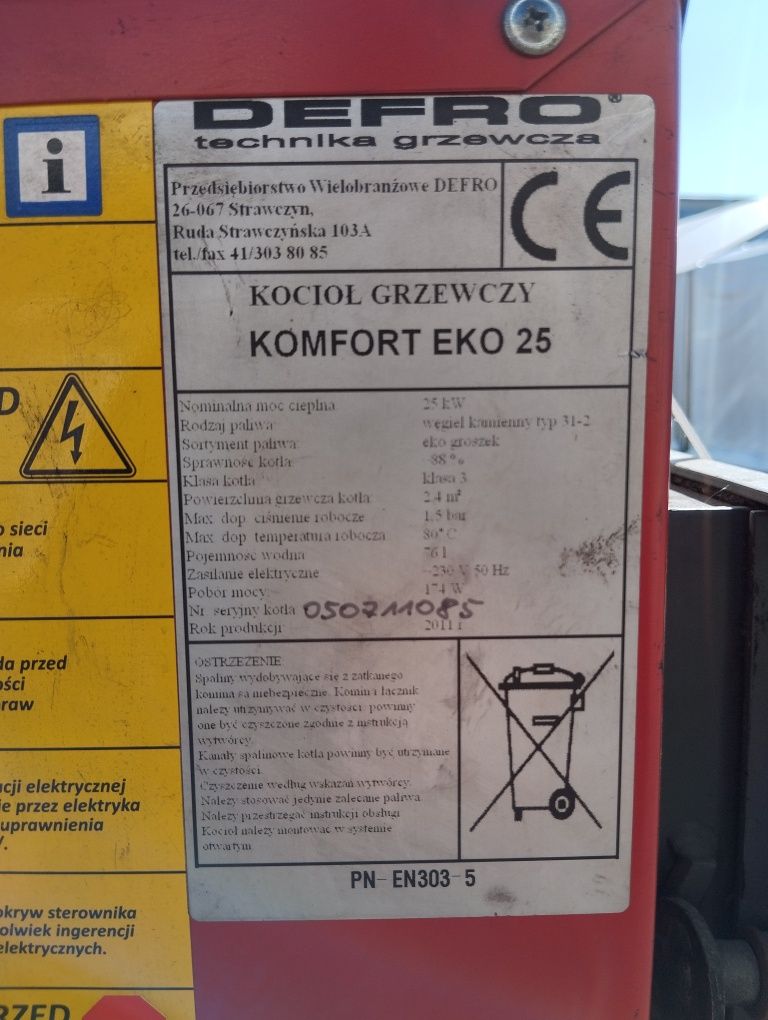 DEFRO®
technika grzewcza
Przedsiębiorstwo Wielobranżowe DEFRO
26-067 Strawczyn,
Ruda Strawczyńska 103A
tel./fax 41/303 80 85
CE
KOCIOŁ GRZEWCZY
KOMFORT EKO 25
Nominalna moc cieplna 25 kW
Rodzaj paliwa węgiel kamienny typ 31-2
Sortyment paliwa eko groszek
Sprawność kotła ~88%
Klasa kotła klasa 3
Powierzchnia grzewcza kotła 2.4 m²
Max. dop. ciśnienie robocze 1.5 bar
Max. dop. temperatura robocza 80°C
Pojemność wodna 76 l
Zasilanie elektryczne ~230 V 50 Hz
Pobór mocy 174 W
Nr seryjny kotła 050711085
Rok produkcji 2011 r
OSTRZEŻENIE
Spaliny wydobywające się z zatkanego
komina są niebezpieczne. Komin i łącznik
należy utrzymywać w czystości, powinny
one być czyszczone zgodnie z instrukcją
wytwórcy.
Kanały spalinowe kotła powinny być utrzymane
w czystości.
Czyszczenie według wskazań wytwórcy.
Należy stosować jedynie zalecane paliwa.
Należy przestrzegać instrukcji obsługi
Kocioł należy montować w systemie
otwartym
PN-EN303-5
i
D
o sieci
nia
da przed
ości
raw
cji elektrycznej
ie przez elektryka
uprawnienia
V.
okryw sterownika
olwiek ingerencji
elektrycznych.
RZED